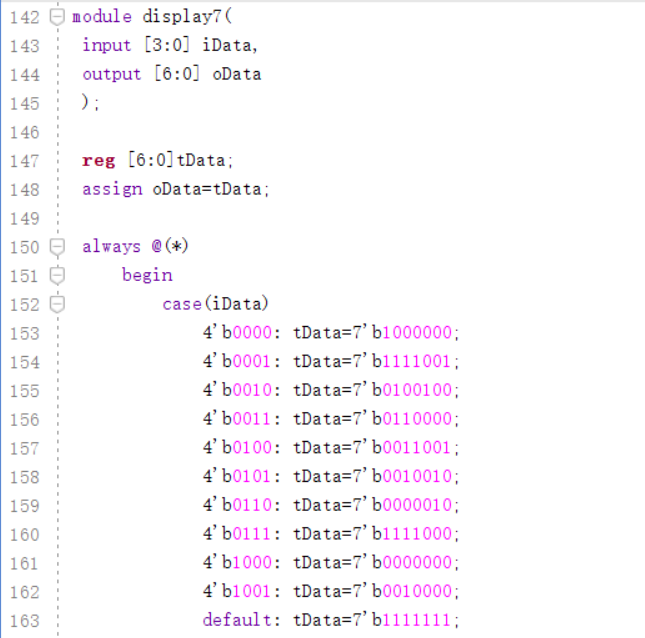 142 module display7(
143 input [3:0] iData,
144 output [6:0] oData
145 );
146
147 reg [6:0]tData;
148 assign oData=tData;
149
150 always @(*)
151 begin
152 case(iData)
153 4'b0000: tData=7'b1000000;
154 4'b0001: tData=7'b1111001;
155 4'b0010: tData=7'b0100100;
156 4'b0011: tData=7'b0110000;
157 4'b0100: tData=7'b0011001;
158 4'b0101: tData=7'b0010010;
159 4'b0110: tData=7'b0000010;
160 4'b0111: tData=7'b1111000;
161 4'b1000: tData=7'b0000000;
162 4'b1001: tData=7'b0010000;
163 default: tData=7'b1111111;